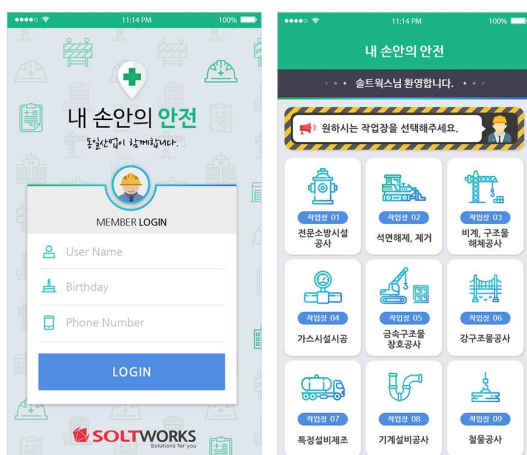 11:14 PM
100%
내 손안의 안전
동일산업이 함께합니다.
MEMBER LOGIN
User Name
Birthday
Phone Number
LOGIN
SOLTWORKS
Solutions for you
11:14 PM
100%
내 손안의 안전
솔트웍스님 환영합니다.
원하시는 작업장을 선택해주세요.
작업장 01
전문소방시설
공사
작업장 02
석면해제, 제거
작업장 03
비계, 구조물
해체공사
작업장 04
가스시설시공
작업장 05
금속구조물
창호공사
작업장 06
강구조물공사
작업장 07
특정설비제조
작업장 08
기계설비공사
작업장 09
철물공사